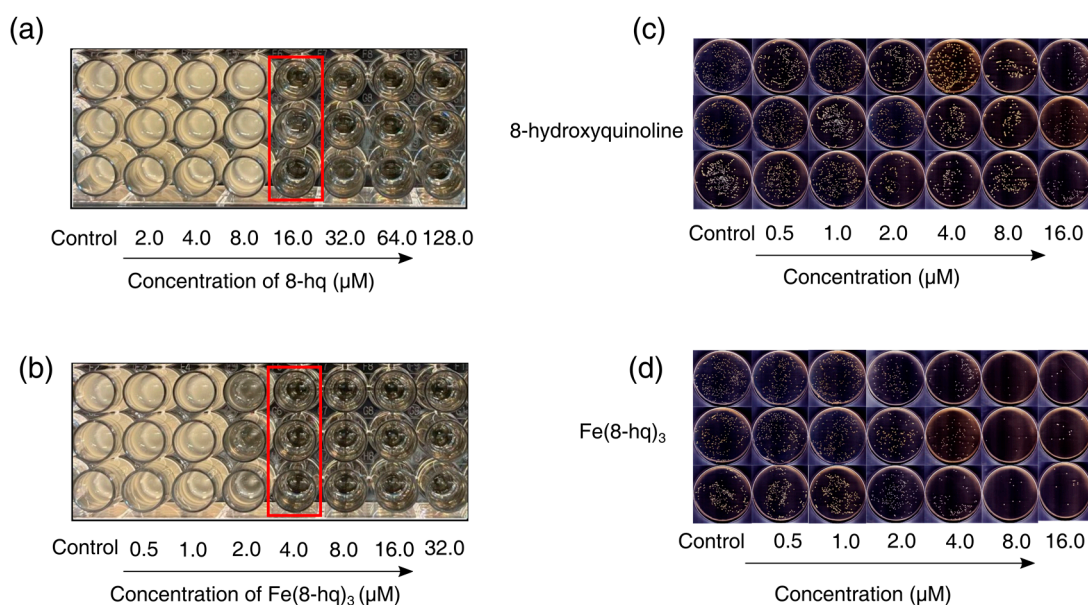 (a)
Control 2.0 4.0 8.0 16.0 32.0 64.0 128.0
Concentration of 8-hq (µM)
(b)
Control 0.5 1.0 2.0 4.0 8.0 16.0 32.0
Concentration of Fe(8-hq)3 (µM)
(c)
8-hydroxyquinoline
Control 0.5 1.0 2.0 4.0 8.0 16.0
Concentration (µM)
(d)
Fe(8-hq)3
Control 0.5 1.0 2.0 4.0 8.0 16.0
Concentration (µM)